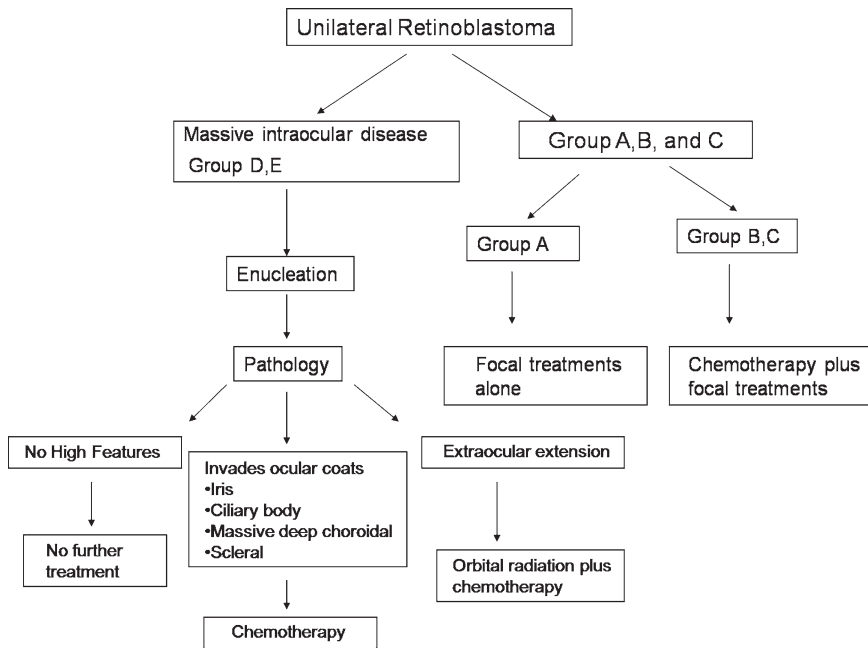 Unilateral Retinoblastoma
Massive intraocular disease
Group D,E
Group A,B, and C
Group A
Group B,C
Enucleation
Pathology
Focal treatments
alone
Chemotherapy plus
focal treatments
No High Features
Invades ocular coats
•Iris
•Ciliary body
•Massive deep choroidal
•Scleral
Extraocular extension
No further
treatment
Orbital radiation plus
chemotherapy
Chemotherapy